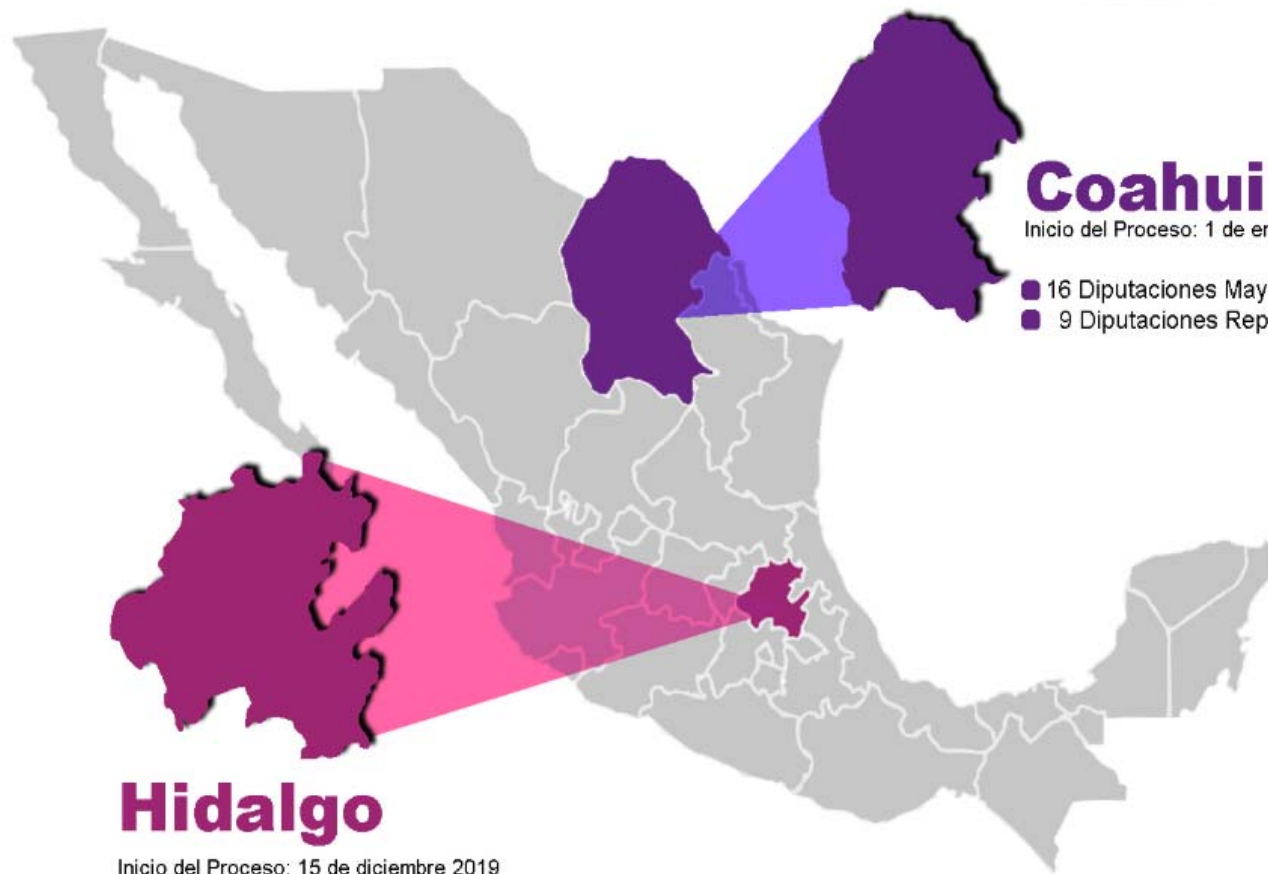 Coahui
Inicio del Proceso: 1 de en
16 Diputaciones May
9 Diputaciones Rep
Hidalgo
Inicio del Proceso: 15 de diciembre 2019